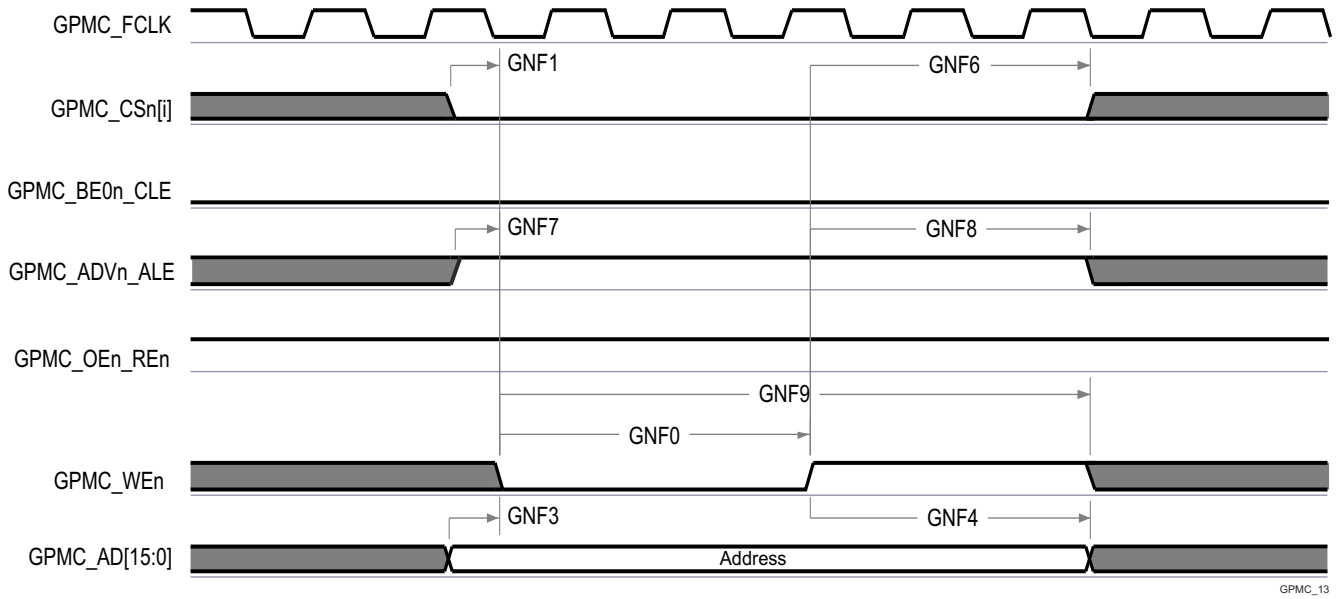 GPMC_FCLK
GNF1
GNF6
GPMC_CSn[i]
GPMC_BE0n_CLE
GNF7
GNF8
GPMC_ADVn_ALE
GPMC_OEn_REn
GNF9
GNF0
GPMC_WEn
GNF3
GNF4
GPMC_AD[15:0]
Address
GPMC_13